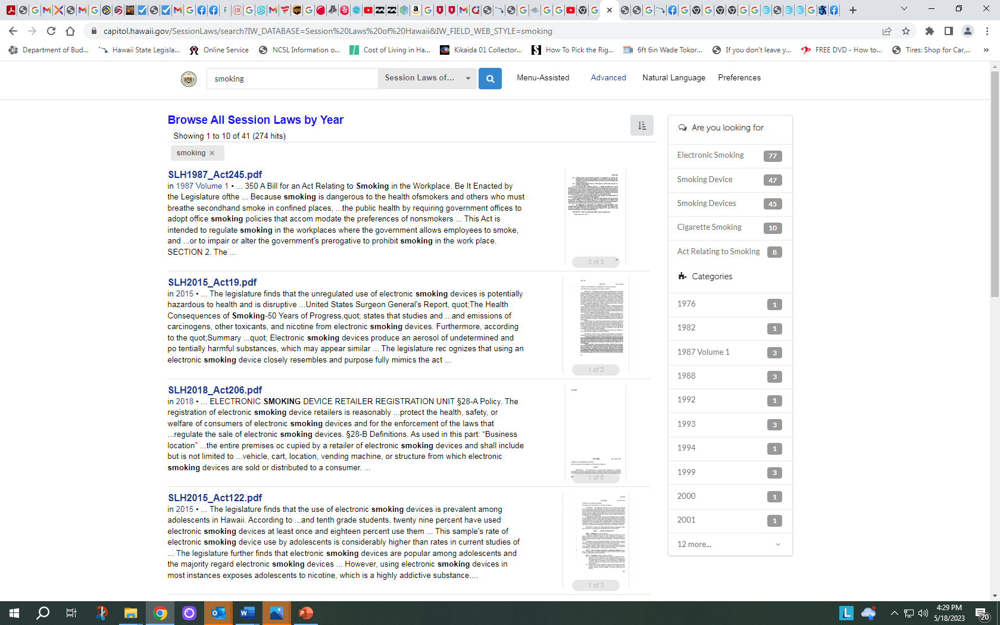 capitol.hawaii.gov/SessionLaws/search?IW_DATABASE=Session%20Laws%20of%20Hawaii&IW_FIELD_WEB_STYLE=smoking
Department of Bud...
Hawaii State Legisla...
Online Service
NCSL Information o...
Cost of Living in Ha...
Kikaida 01 Collector...
How To Pick the Rig...
6ft 6in Wade Tokor...
If you don't leave y...
FREE DVD - How to...
Tires: Shop for Car,...
»
smoking
Session Laws of...
Menu-Assisted
Advanced
Natural Language
Preferences
Browse All Session Laws by Year
Showing 1 to 10 of 41 (274 hits)
smoking ×
SLH1987_Act245.pdf
in 1987 Volume 1 • ... 350 A Bill for an Act Relating to Smoking in the Workplace. Be It Enacted by
the Legislature ofthe ... Because smoking is dangerous to the health ofsmokers and others who must
breathe secondhand smoke in confined places, ...the public health by requiring government offices to
adopt office smoking policies that accom modate the preferences of nonsmokers ... This Act is
intended to regulate smoking in the workplaces where the government allows employees to smoke,
and ...or to impair or alter the government's prerogative to prohibit smoking in the work place.
SECTION 2. The ...
3 of 3
SLH2015_Act19.pdf
in 2015 • ... The legislature finds that the unregulated use of electronic smoking devices is potentially
hazardous to health and is disruptive ...United States Surgeon General's Report, quot;The Health
Consequences of Smoking-50 Years of Progress,quot; states that studies and ...and emissions of
carcinogens, other toxicants, and nicotine from electronic smoking devices. Furthermore, according
to the quot;Summary ...quot; Electronic smoking devices produce an aerosol of undetermined and
po tentially harmful substances, which may appear similar ... The legislature rec ognizes that using an
electronic smoking device closely resembles and purpose fully mimics the act ...
1 of 2
SLH2018_Act206.pdf
in 2018 • ... ELECTRONIC SMOKING DEVICE RETAILER REGISTRATION UNIT §28-A Policy. The
registration of electronic smoking device retailers is reasonably ...protect the health, safety, or
welfare of consumers of electronic smoking devices and for the enforcement of the laws that
...regulate the sale of electronic smoking devices. §28-B Definitions. As used in this part: “Business
location” ...the entire premises oc cupied by a retailer of electronic smoking devices and shall include
but is not limited to ...vehicle, cart, location, vending machine, or structure from which electronic
smoking devices are sold or distributed to a consumer. ...
ACT 206
1 of 6
SLH2015_Act122.pdf
in 2015 • ... The legislature finds that the use of electronic smoking devices is prevalent among
adolescents in Hawaii. According to ...and tenth grade students, twenty nine percent have used
electronic smoking devices at least once and eighteen percent use them ... This sample's rate of
electronic smoking device use by adolescents is considerably higher than rates in current studies of
... The legislature further finds that electronic smoking devices are popular among adolescents and
the majority regard electronic smoking devices ... However, using electronic smoking devices in
most instances exposes adolescents to nicotine, which is a highly addictive substance....
1 of 3
Are you looking for
Electronic Smoking 77
Smoking Device 47
Smoking Devices 45
Cigarette Smoking 10
Act Relating to Smoking 8
Categories
1976 1
1982 1
1987 Volume 1 3
1988 3
1992 1
1993 3
1994 1
1999 3
2000 1
2001 1
12 more...
4:29 PM
5/18/2023
20